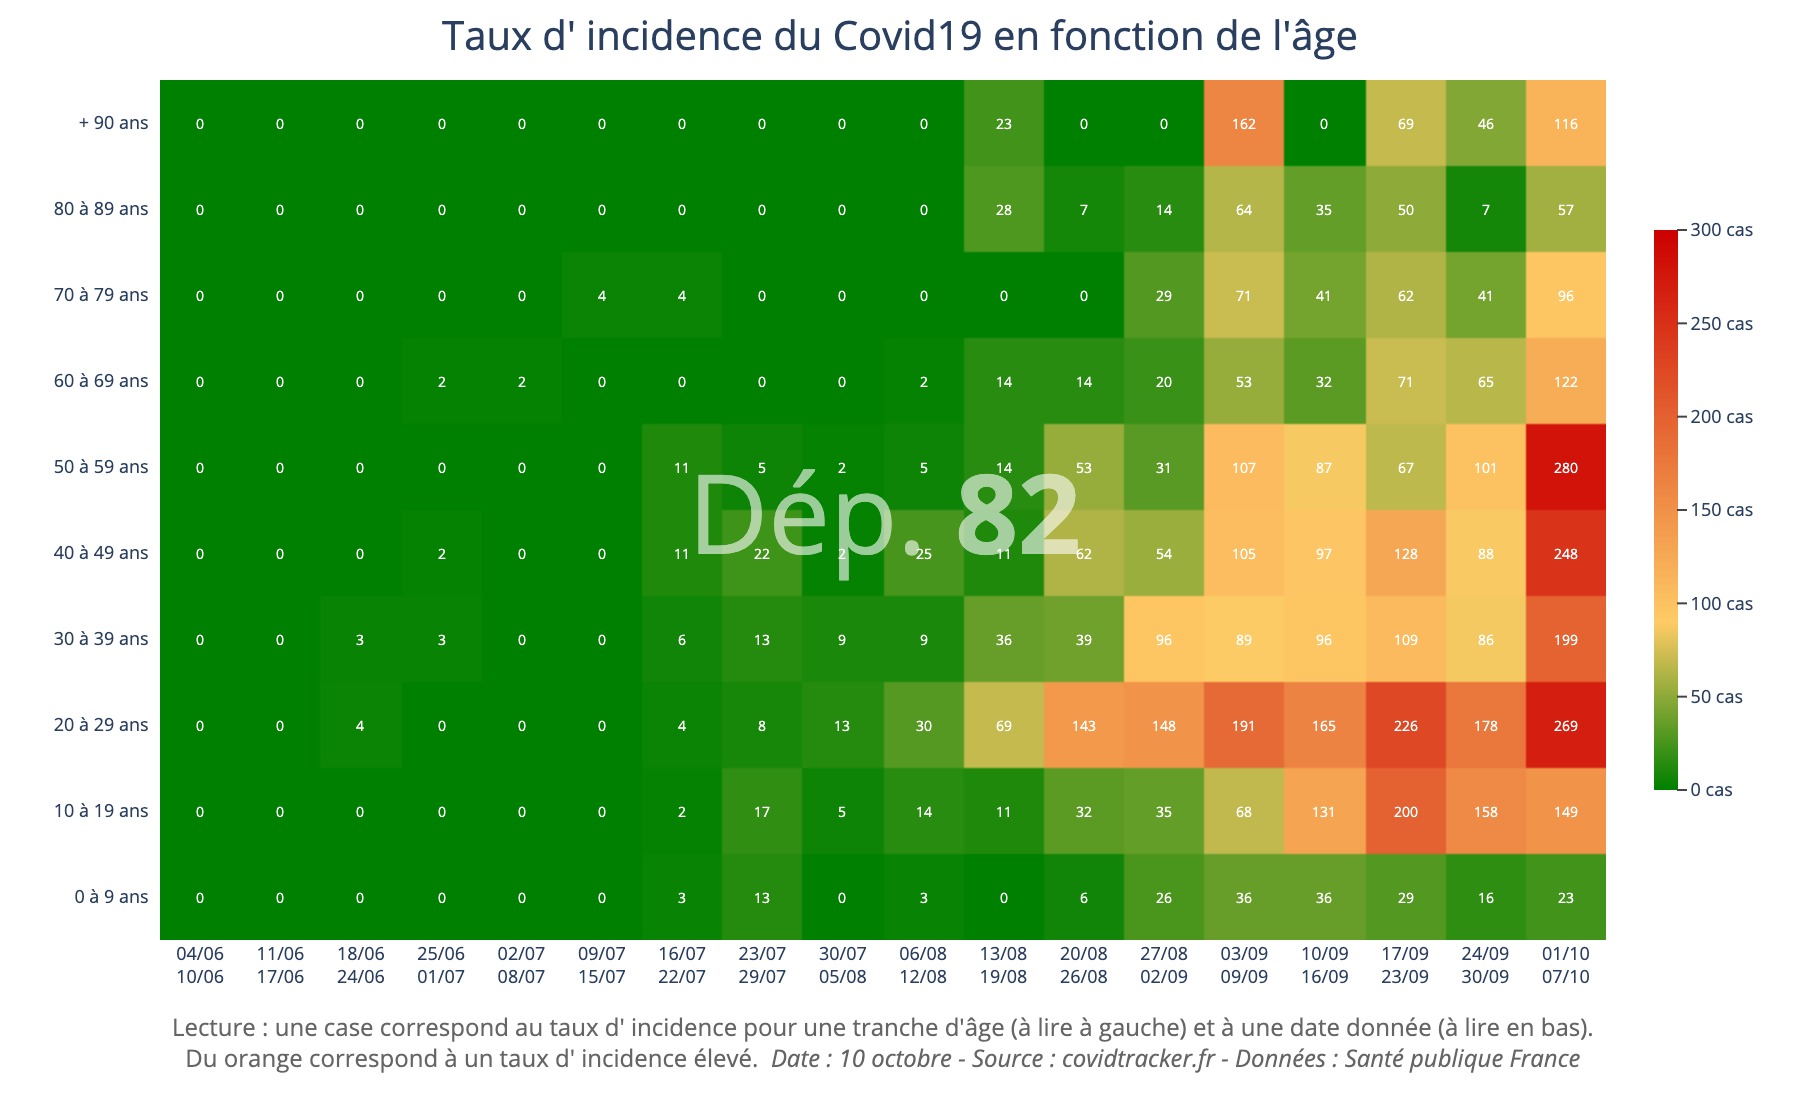 Taux d' incidence du Covid19 en fonction de l'âge
+ 90 ans 0 0 0 0 0 0 0 0 0 0 23 0 0 162 0 69 46 116
80 à 89 ans 0 0 0 0 0 0 0 0 0 0 28 7 14 64 35 50 7 57
300 cas
70 à 79 ans 0 0 0 0 0 4 4 0 0 0 0 0 29 71 41 62 41 96
250 cas
60 à 69 ans 0 0 0 2 2 0 0 0 0 2 14 14 20 53 32 71 65 122
200 cas
50 à 59 ans 0 0 0 0 0 0 11 5 2 5 14 53 31 107 87 67 101 280
Dép. 82
150 cas
40 à 49 ans 0 0 0 2 0 0 11 22 2 25 11 62 54 105 97 128 88 248
100 cas
30 à 39 ans 0 0 3 3 0 0 6 13 9 9 36 39 96 89 96 109 86 199
50 cas
20 à 29 ans 0 0 4 0 0 0 4 8 13 30 69 143 148 191 165 226 178 269
0 cas
10 à 19 ans 0 0 0 0 0 0 2 17 5 14 11 32 35 68 131 200 158 149
0 à 9 ans 0 0 0 0 0 0 3 13 0 3 0 6 26 36 36 29 16 23
04/06 11/06 18/06 25/06 02/07 09/07 16/07 23/07 30/07 06/08 13/08 20/08 27/08 03/09 10/09 17/09 24/09 01/10
10/06 17/06 24/06 01/07 08/07 15/07 22/07 29/07 05/08 12/08 19/08 26/08 02/09 09/09 16/09 23/09 30/09 07/10
Lecture : une case correspond au taux d' incidence pour une tranche d'âge (à lire à gauche) et à une date donnée (à lire en bas).
Du orange correspond à un taux d' incidence élevé. Date : 10 octobre - Source : covidtracker.fr - Données : Santé publique France